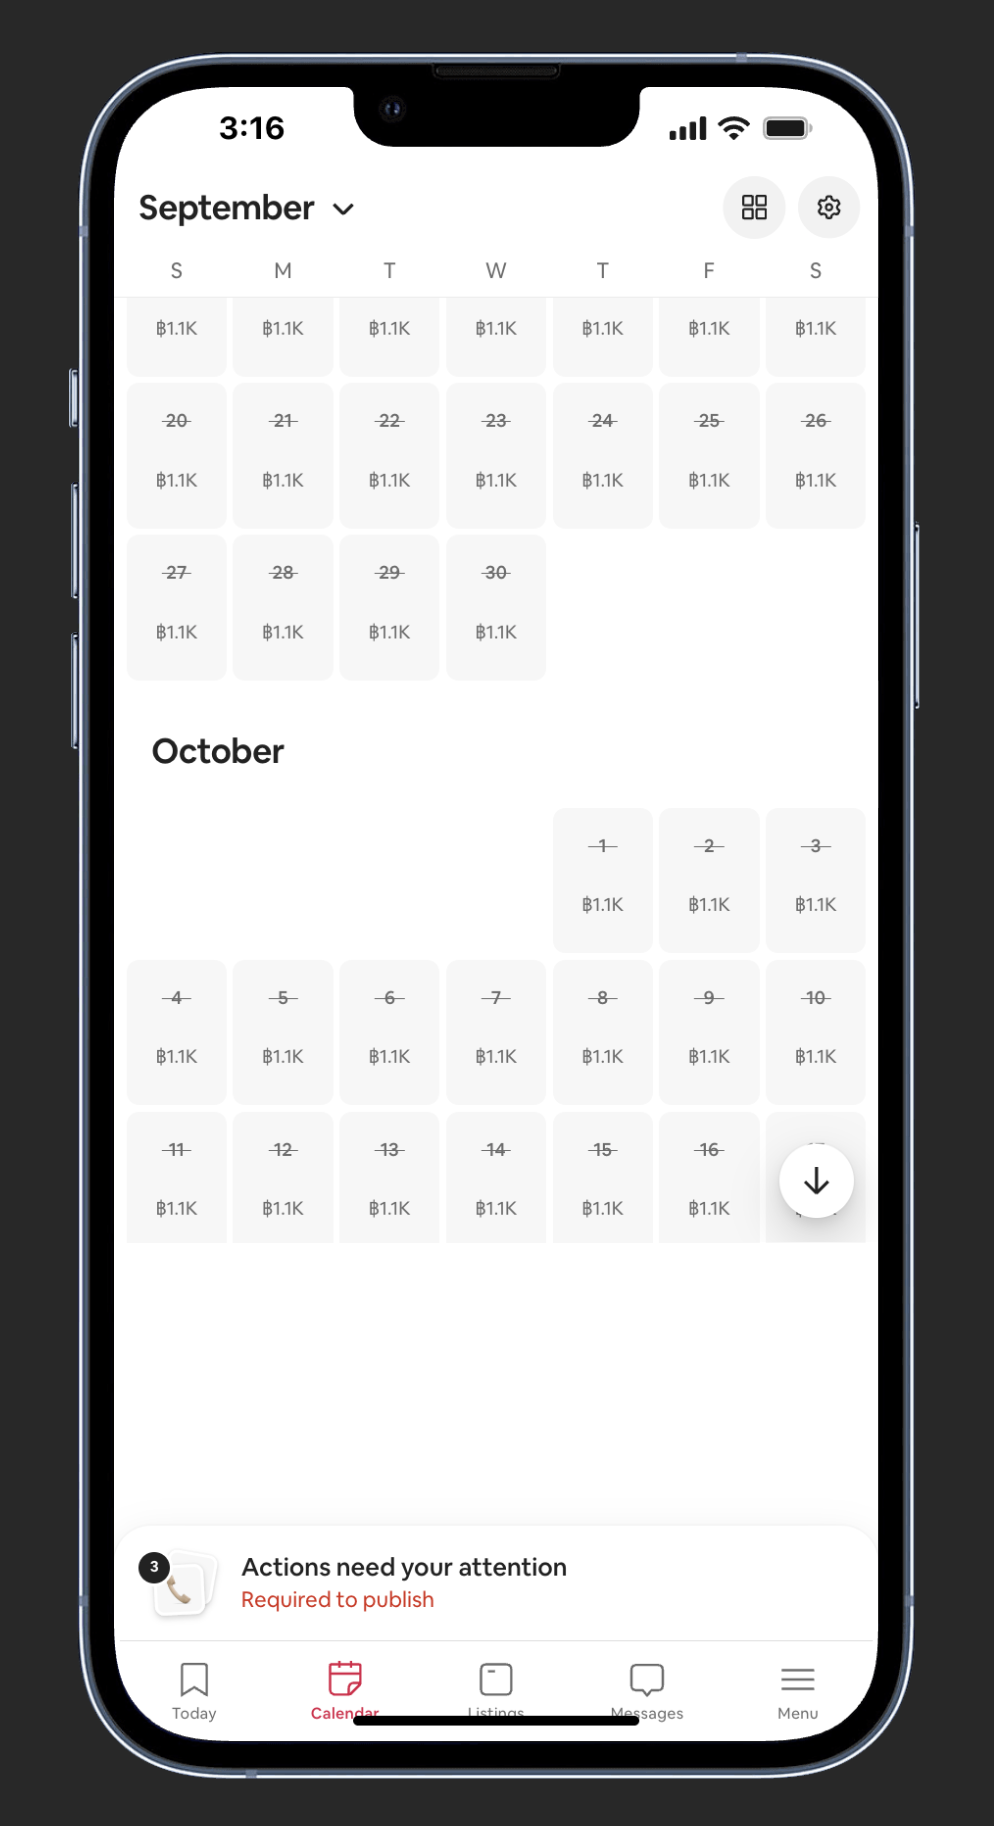 3:16
September
S M T W T F S
฿1.1K ฿1.1K ฿1.1K ฿1.1K ฿1.1K ฿1.1K ฿1.1K
20 21 22 23 24 25 26
฿1.1K ฿1.1K ฿1.1K ฿1.1K ฿1.1K ฿1.1K ฿1.1K
27 28 29 30
฿1.1K ฿1.1K ฿1.1K ฿1.1K
October
1 2 3
฿1.1K ฿1.1K ฿1.1K
4 5 6 7 8 9 10
฿1.1K ฿1.1K ฿1.1K ฿1.1K ฿1.1K ฿1.1K ฿1.1K
11 12 13 14 15 16
฿1.1K ฿1.1K ฿1.1K ฿1.1K ฿1.1K ฿1.1K
3
Actions need your attention
Required to publish
Today Calendar Listings Messages Menu